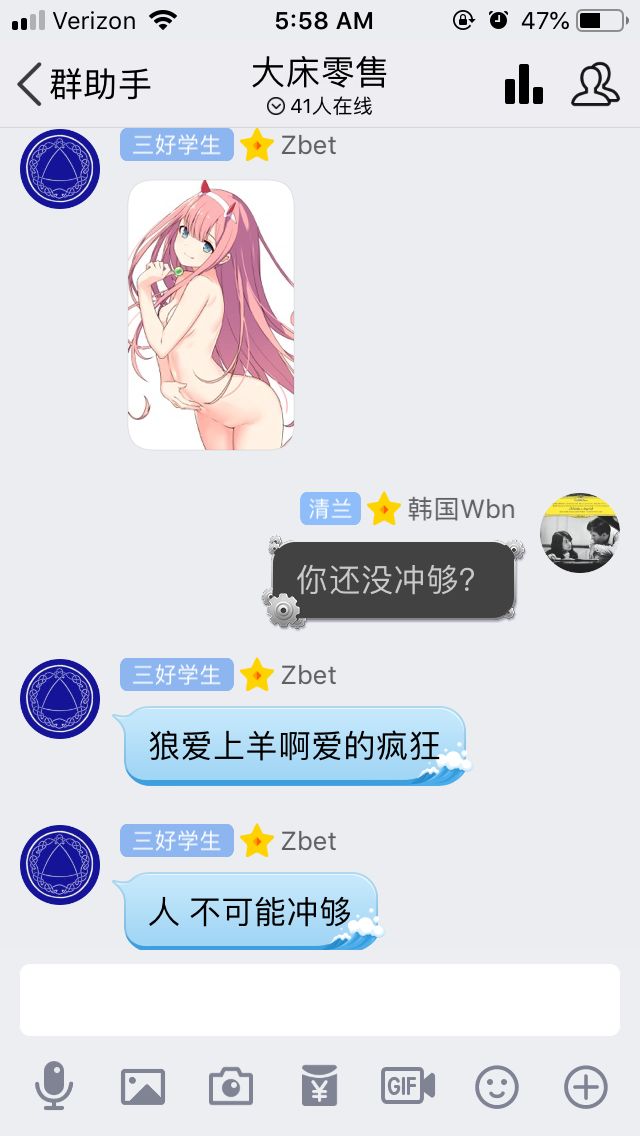 Verizon 5:58 AM 47%
群助手
大床零售
41人在线
三好学生 Zbet
清兰 韩国Wbn
你还没冲够?
三好学生 Zbet
狼爱上羊啊爱的疯狂
三好学生 Zbet
人 不可能冲够
¥
GIF